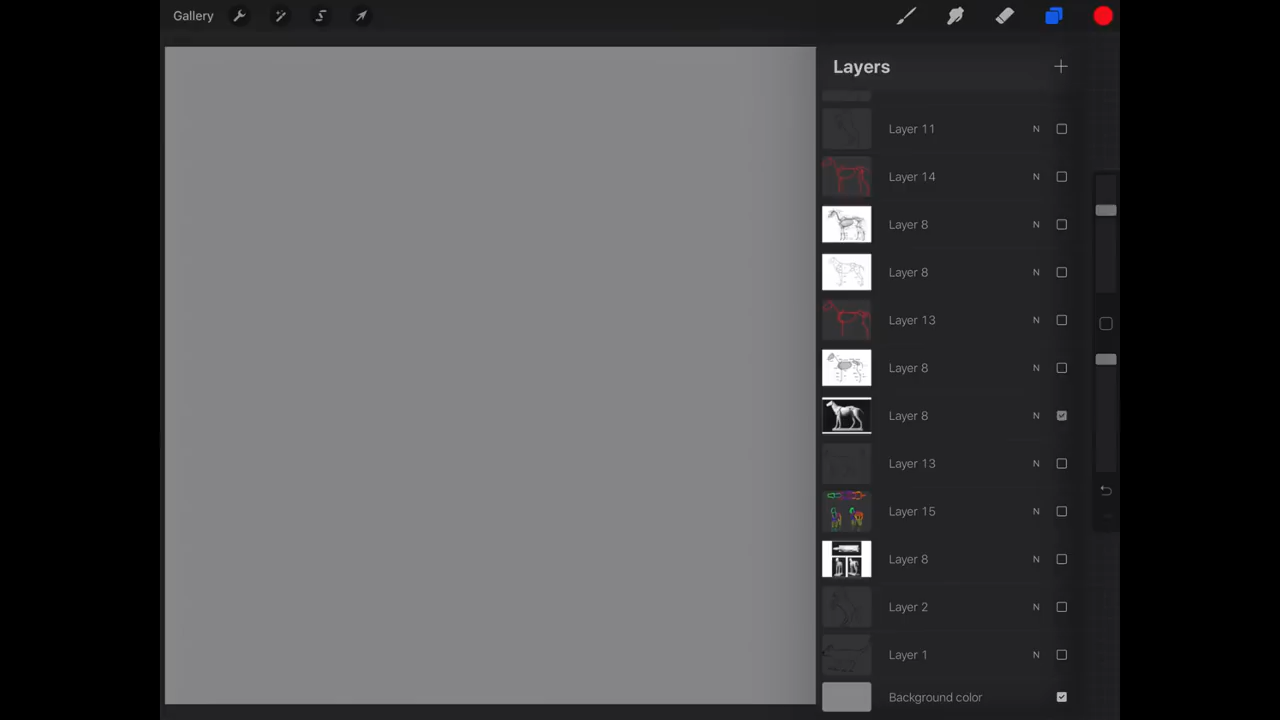 Gallery
Layers
Layer 11 N
Layer 14 N
Layer 8 N
Layer 8 N
Layer 13 N
Layer 8 N
Layer 8 N
Layer 13 N
Layer 15 N
Layer 8 N
Layer 2 N
Layer 1 N
Background color